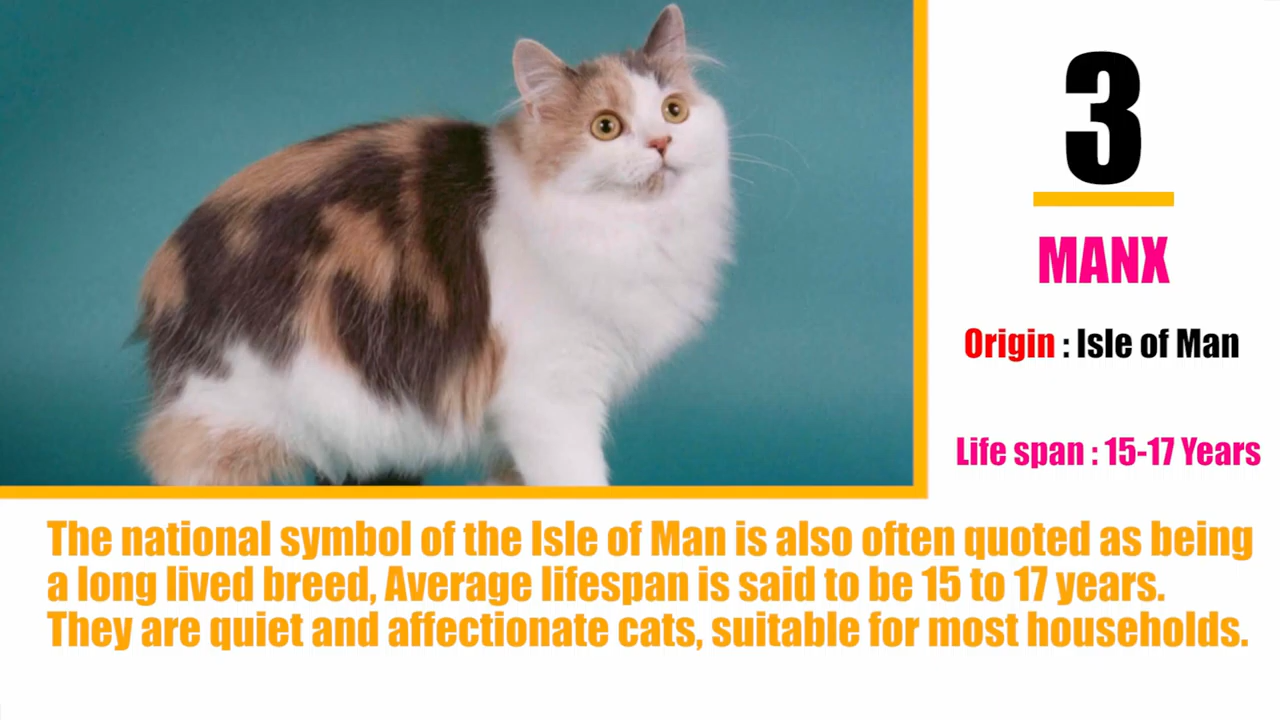 3
MANX
Origin : Isle of Man
Life span : 15-17 Years
The national symbol of the Isle of Man is also often quoted as being
a long lived breed, Average lifespan is said to be 15 to 17 years.
They are quiet and affectionate cats, suitable for most households.